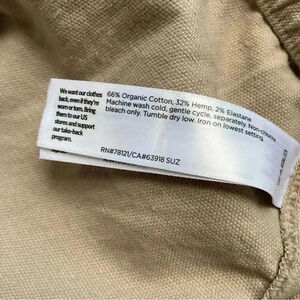 We want our clothes
back, even if they're
worn or torn. Bring
them to our US
stores and support
our take-back
program.
66% Organic Cotton, 32% Hemp, 2% Elastane
Machine wash cold, gentle cycle, separately. Non-chlorine
bleach only. Tumble dry low. Iron on lowest setting.
RN#78121/CA#63918 SUZ